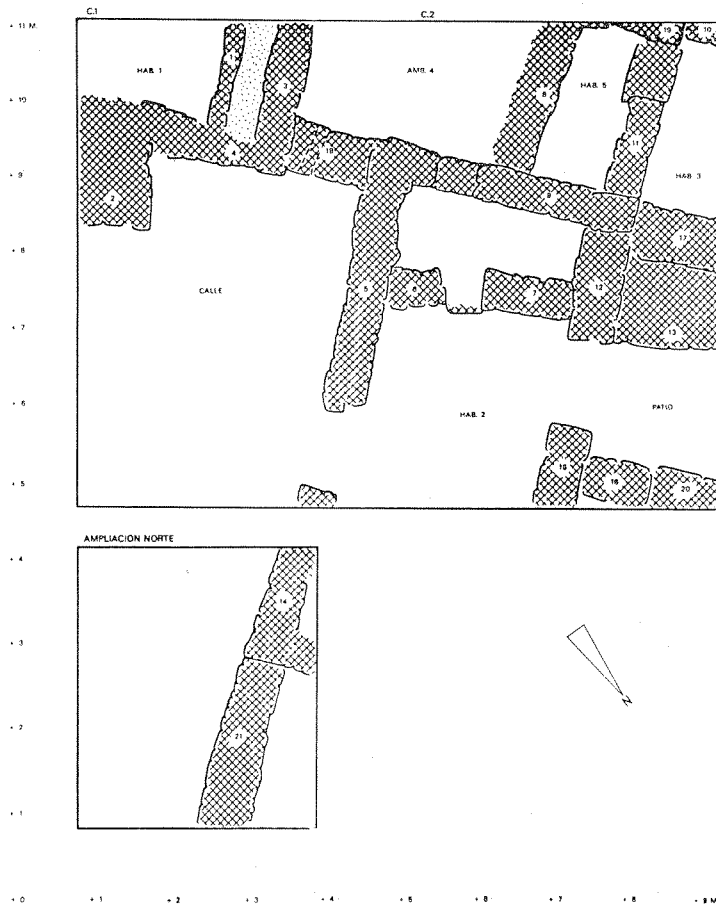 C.1 C.2
+ 11 M.
HAB. 1 AMB. 4 HAB. 5 19 10
1 3 8
+ 10
4 18 11
+ 9
2 9 HAB. 3
17
+ 8
CALLE 5 6 7 12
+ 7
13
+ 6
HAB. 2 PATIO
15 16 20
+ 5
AMPLIACION NORTE
+ 4
14
+ 3
N
+ 2
21
+ 1
+ 0 + 1 + 2 + 3 + 4 + 5 + 6 + 7 + 8 + 9 M